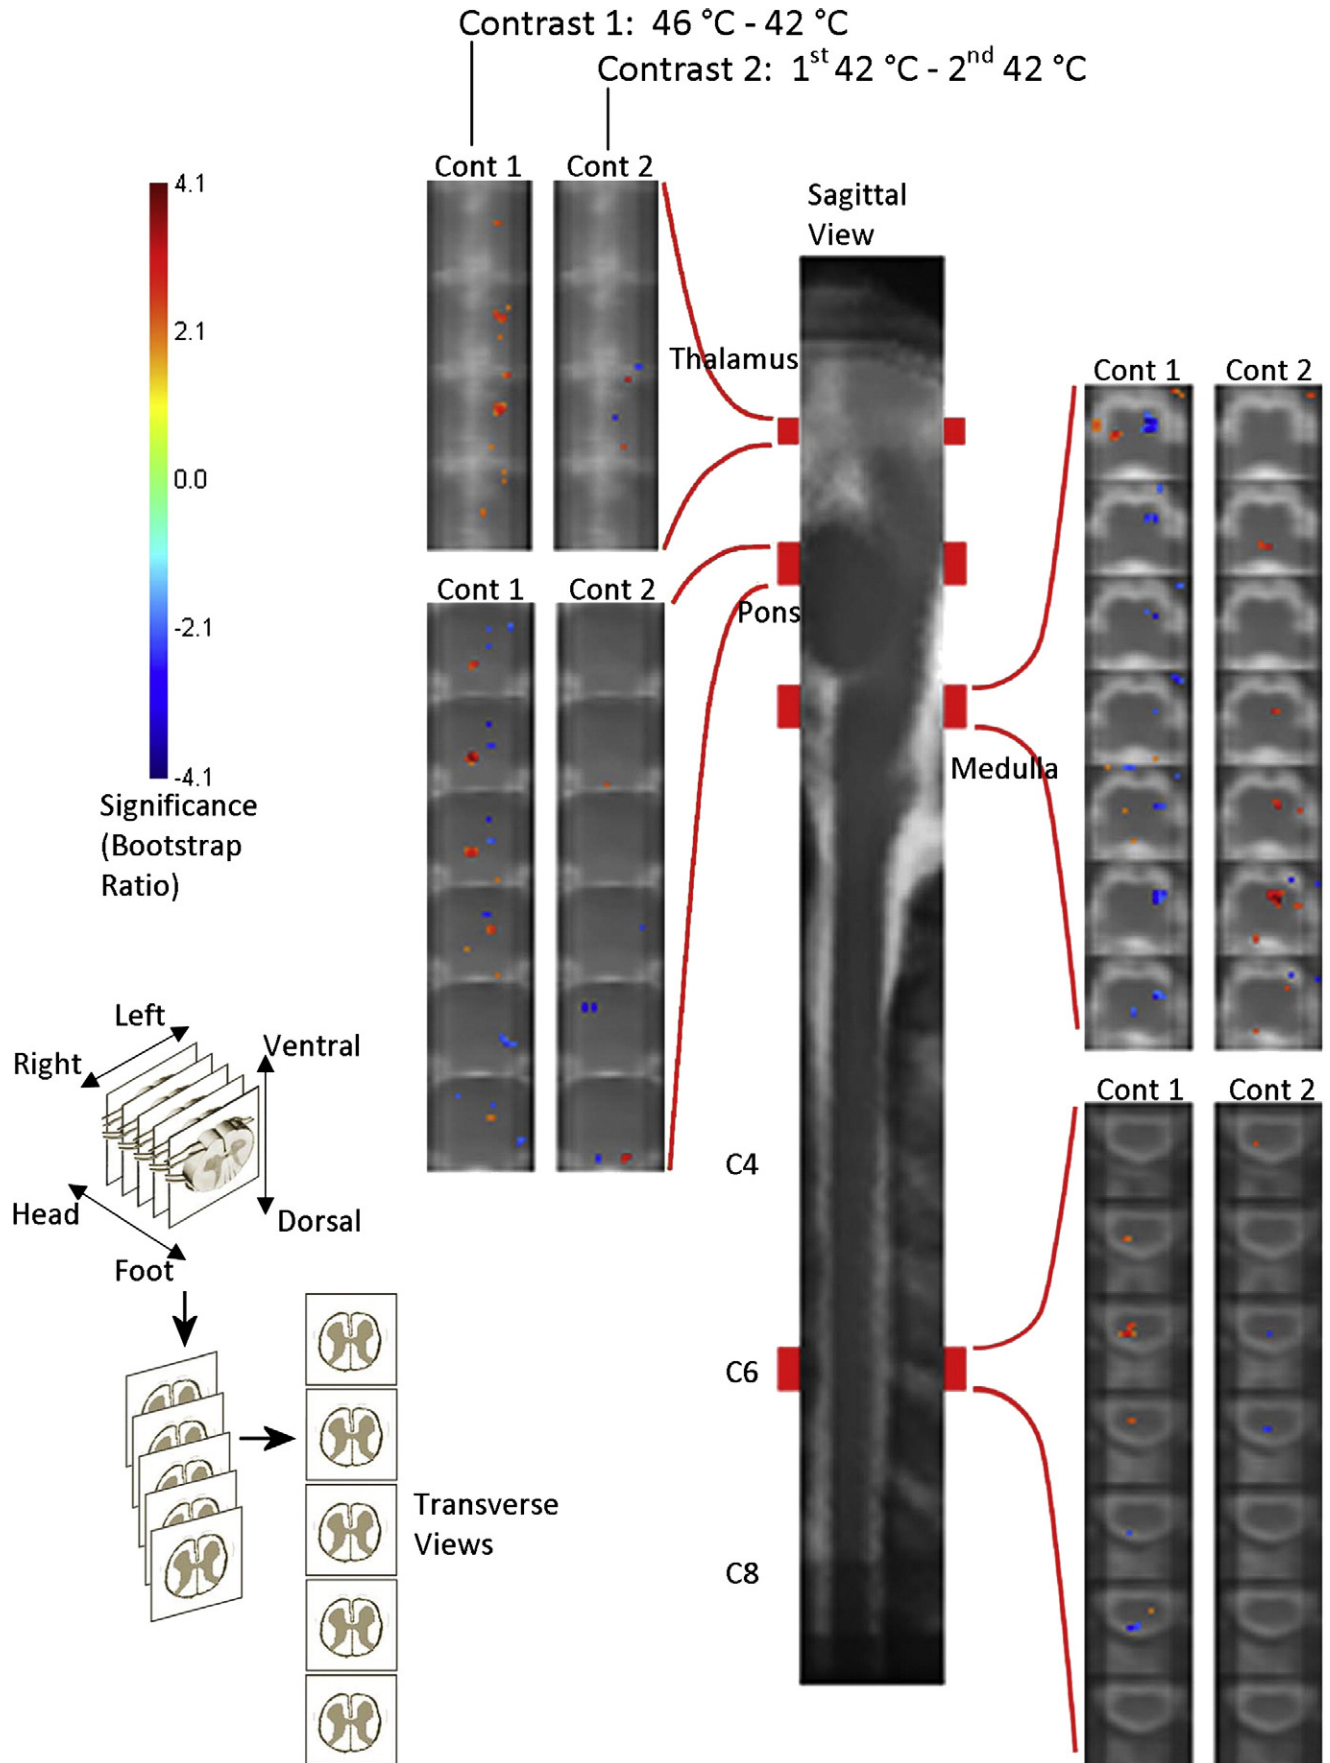 Contrast 1: 46 °C - 42 °C
Contrast 2: 1st 42 °C - 2nd 42 °C
Cont 1
Cont 2
4.1
2.1
0.0
-2.1
-4.1
Significance
(Bootstrap
Ratio)
Sagittal
View
Thalamus
Cont 1
Cont 2
Cont 1
Cont 2
Pons
Medulla
Left
Right
Ventral
Head
Dorsal
Foot
Cont 1
Cont 2
C4
C6
C8
Transverse
Views